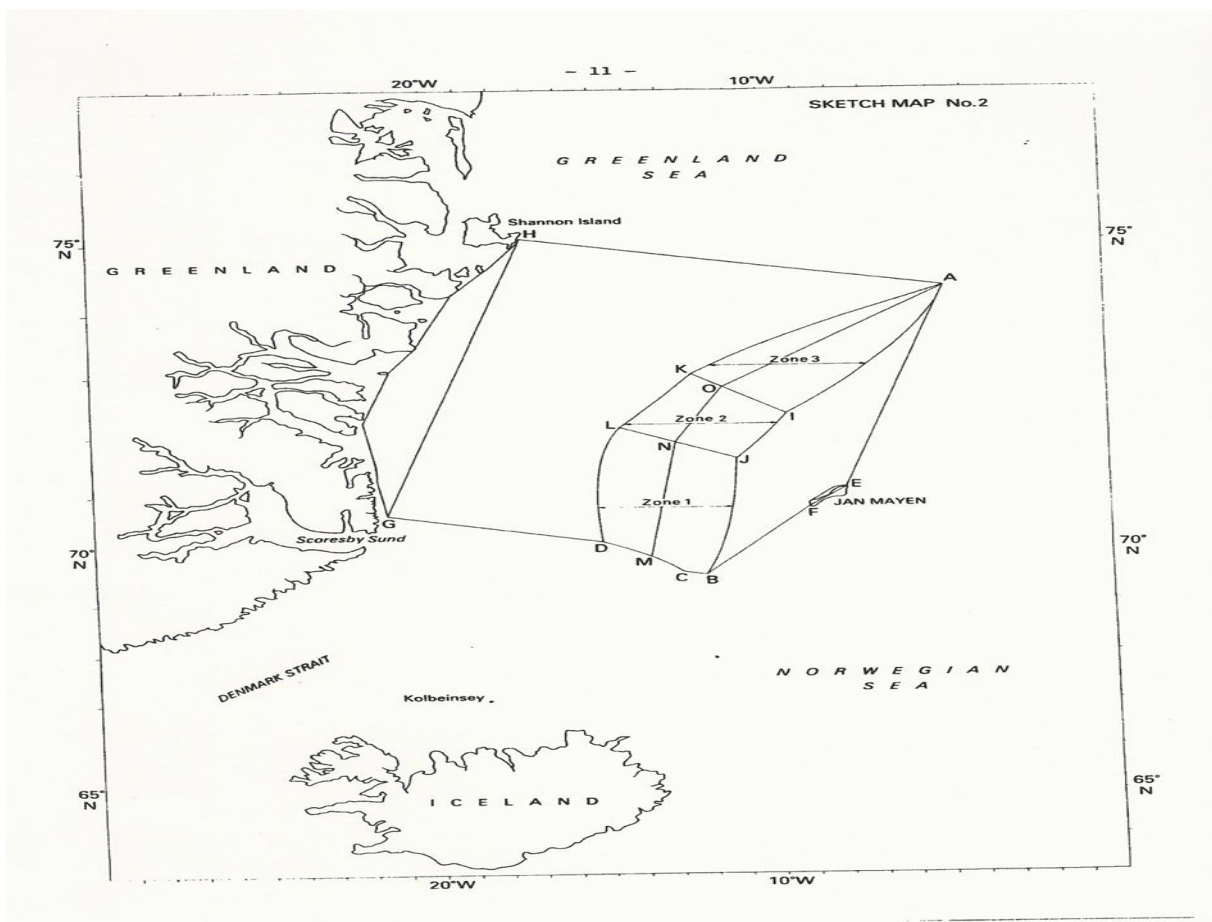 - 11 -
20°W
10°W
SKETCH MAP No.2
GREENLAND
SEA
Shannon Island
H
75°
N
75°
N
GREENLAND
A
Zone 3
K
O
L
Zone 2
I
N
J
Zone 1
E
JAN MAYEN
F
G
Scoresby Sund
D
M
C
B
70°
N
70°
N
DENMARK STRAIT
NORWEGIAN
SEA
Kolbeinsey
65°
N
ICELAND
65°
N
20°W
10°W